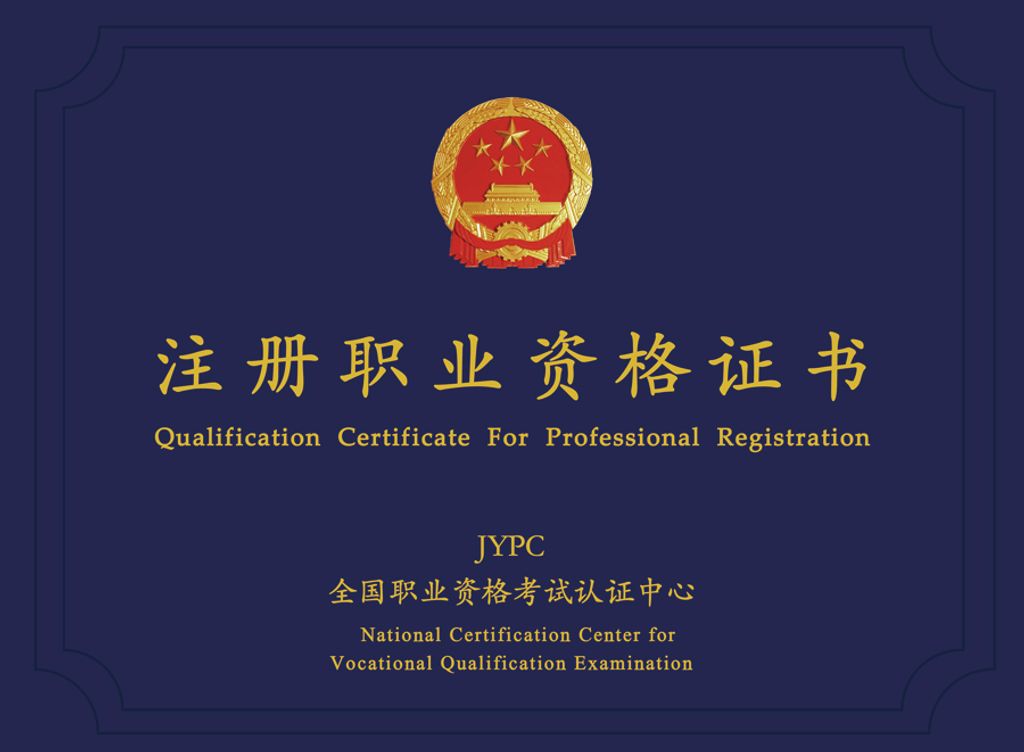 注册职业资格证书
Qualification Certificate For Professional Registration
JYPC
全国职业资格考试认证中心
National Certification Center for
Vocational Qualification Examination